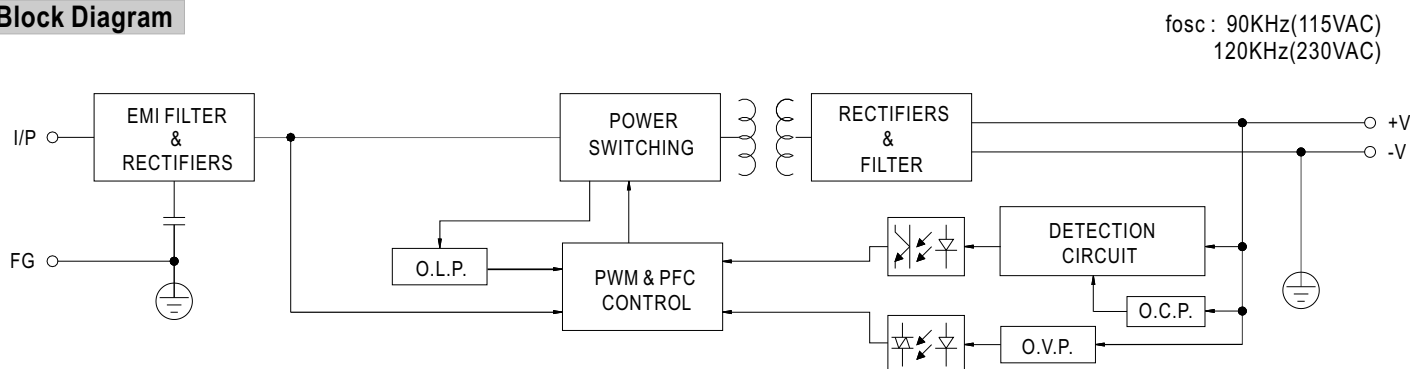 Block Diagram
fosc : 90KHz(115VAC)
120KHz(230VAC)
I/P
EMI FILTER
&
RECTIFIERS
POWER
SWITCHING
RECTIFIERS
&
FILTER
+V
-V
FG
O.L.P.
PWM & PFC
CONTROL
DETECTION
CIRCUIT
O.C.P.
O.V.P.